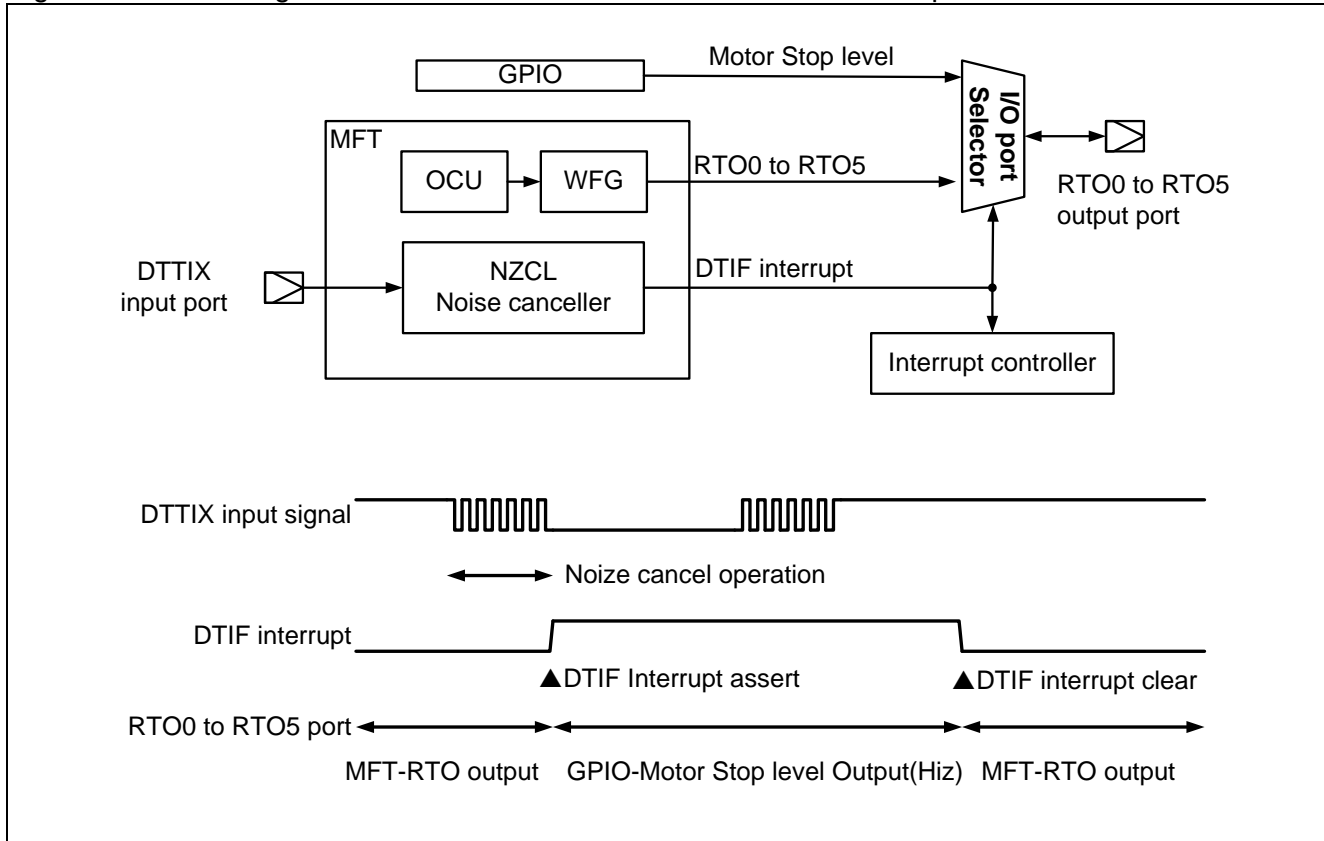 Motor Stop level
GPIO
I/O port
Selector
MFT
OCU
WFG
RTO0 to RTO5
RTO0 to RTO5
output port
DTTIX
input port
NZCL
Noise canceller
DTIF interrupt
Interrupt controller
DTTIX input signal
Noize cancel operation
DTIF interrupt
▲DTIF Interrupt assert
▲DTIF interrupt clear
RTO0 to RTO5 port
MFT-RTO output
GPIO-Motor Stop level Output(Hiz)
MFT-RTO output